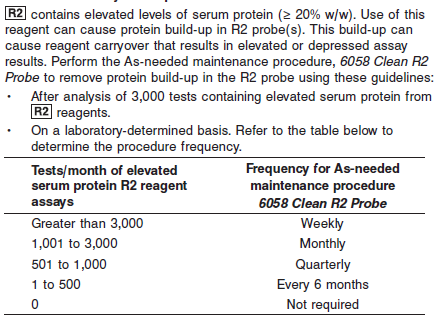 R2 contains elevated levels of serum protein (≥ 20% w/w). Use of this
reagent can cause protein build-up in R2 probe(s). This build-up can
cause reagent carryover that results in elevated or depressed assay
results. Perform the As-needed maintenance procedure, 6058 Clean R2
Probe to remove protein build-up in the R2 probe using these guidelines:
• After analysis of 3,000 tests containing elevated serum protein from
R2 reagents.
• On a laboratory-determined basis. Refer to the table below to
determine the procedure frequency.
Tests/month of elevated Frequency for As-needed
serum protein R2 reagent maintenance procedure
assays 6058 Clean R2 Probe
Greater than 3,000 Weekly
1,001 to 3,000 Monthly
501 to 1,000 Quarterly
1 to 500 Every 6 months
0 Not required